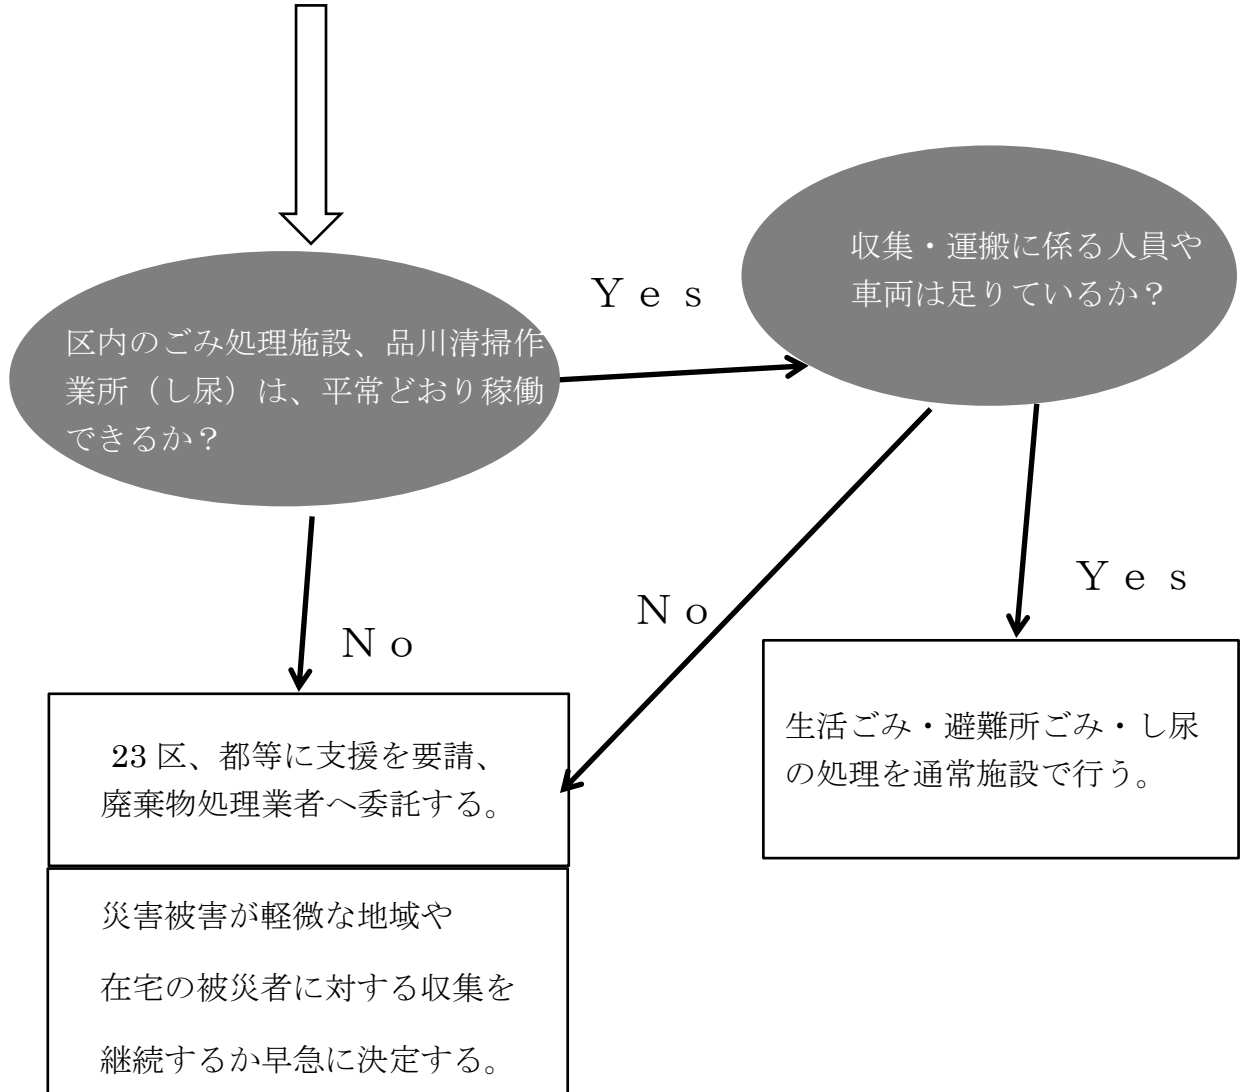 区内のごみ処理施設、品川清掃作
業所（し尿）は、平常どおり稼働
できるか？
Ｙｅｓ
収集・運搬に係る人員や
車両は足りているか？
Ｎｏ
Ｎｏ
Ｙｅｓ
23 区、都等に支援を要請、
廃棄物処理業者へ委託する。
生活ごみ・避難所ごみ・し尿
の処理を通常施設で行う。
災害被害が軽微な地域や
在宅の被災者に対する収集を
継続するか早急に決定する。